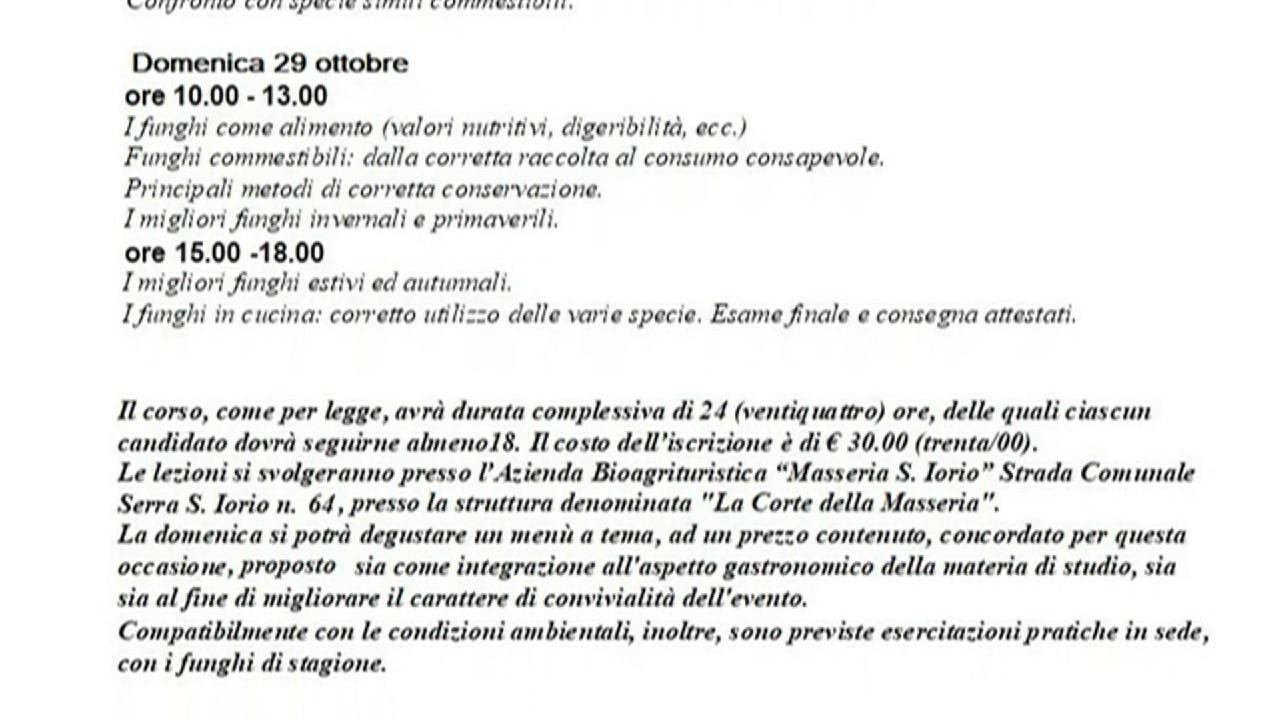 Confronto con specie simili commestibili.
Domenica 29 ottobre
ore 10.00 - 13.00
I funghi come alimento (valori nutritivi, digeribilità, ecc.)
Funghi commestibili: dalla corretta raccolta al consumo consapevole.
Principali metodi di corretta conservazione.
I migliori funghi invernali e primaverili.
ore 15.00 -18.00
I migliori funghi estivi ed autunnali.
I funghi in cucina: corretto utilizzo delle varie specie. Esame finale e consegna attestati.
Il corso, come per legge, avrà durata complessiva di 24 (ventiquattro) ore, delle quali ciascun
candidato dovrà seguirne almeno18. Il costo dell'iscrizione è di € 30.00 (trenta/00).
Le lezioni si svolgeranno presso l'Azienda Bioagrituristica “Masseria S. Iorio” Strada Comunale
Serra S. Iorio n. 64, presso la struttura denominata "La Corte della Masseria".
La domenica si potrà degustare un menù a tema, ad un prezzo contenuto, concordato per questa
occasione, proposto sia come integrazione all'aspetto gastronomico della materia di studio, sia
sia al fine di migliorare il carattere di convivialità dell'evento.
Compatibilmente con le condizioni ambientali, inoltre, sono previste esercitazioni pratiche in sede,
con i funghi di stagione.